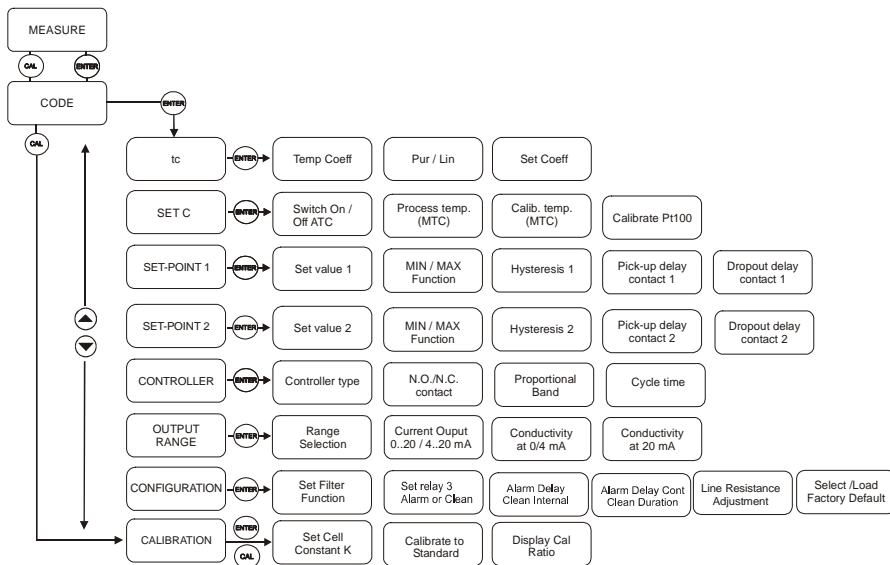 MEASURE
CAL
ENTER
CODE
ENTER
CAL
tc
ENTER
Temp Coeff
Pur / Lin
Set Coeff
SET C
ENTER
Switch On /
Off ATC
Process temp.
(MTC)
Calib. temp.
(MTC)
Calibrate Pt100
SET-POINT 1
ENTER
Set value 1
MIN / MAX
Function
Hysteresis 1
Pick-up delay
contact 1
Dropout delay
contact 1
SET-POINT 2
ENTER
Set value 2
MIN / MAX
Function
Hysteresis 2
Pick-up delay
contact 2
Dropout delay
contact 2
CONTROLLER
ENTER
Controller type
N.O./N.C.
contact
Proportional
Band
Cycle time
OUTPUT
RANGE
ENTER
Range
Selection
Current Ouput
0..20 / 4..20 mA
Conductivity
at 0/4 mA
Conductivity
at 20 mA
CONFIGURATION
ENTER
Set Filter
Function
Set relay 3
Alarm or Clean
Alarm Delay
Clean Internal
Alarm Delay Cont
Clean Duration
Line Resistance
Adjustment
Select /Load
Factory Default
CALIBRATION
ENTER
CAL
Set Cell
Constant K
Calibrate to
Standard
Display Cal
Ratio